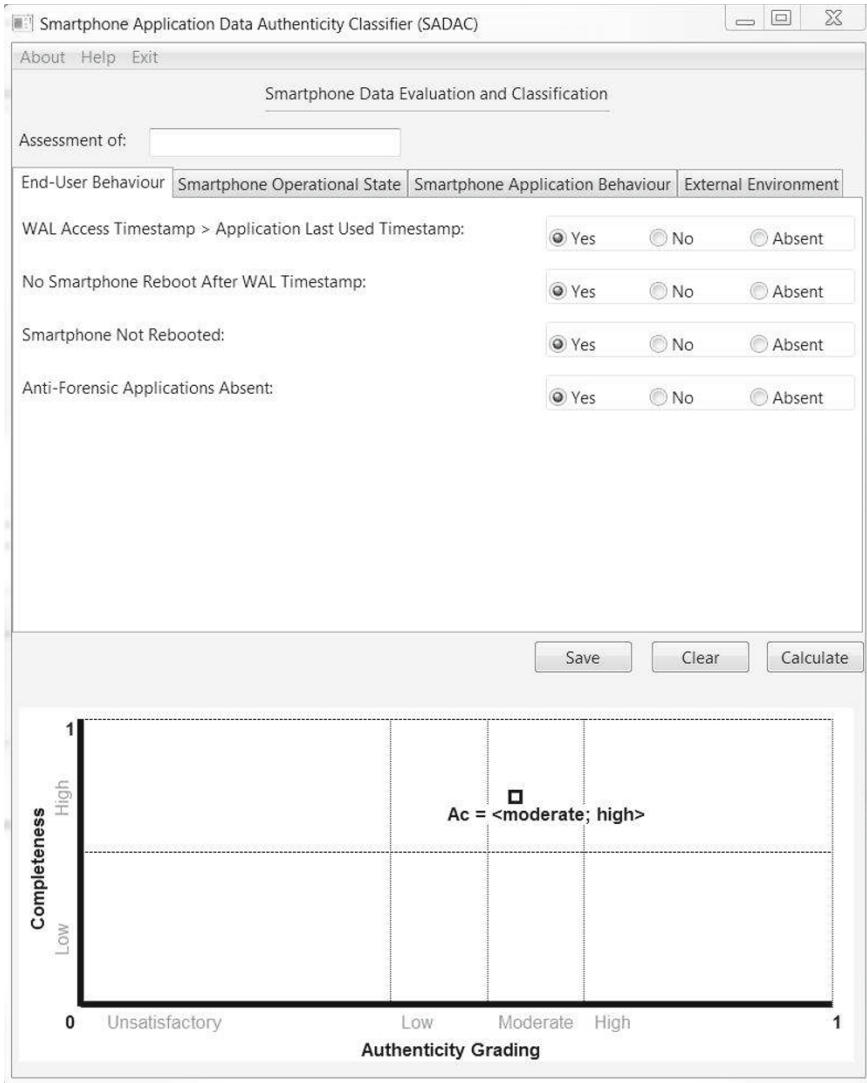 Smartphone Application Data Authenticity Classifier (SADAC)
About Help Exit
Smartphone Data Evaluation and Classification
Assessment of:
End-User Behaviour Smartphone Operational State Smartphone Application Behaviour External Environment
WAL Access Timestamp > Application Last Used Timestamp: Yes No Absent
No Smartphone Reboot After WAL Timestamp: Yes No Absent
Smartphone Not Rebooted: Yes No Absent
Anti-Forensic Applications Absent: Yes No Absent
Save Clear Calculate
1
High
Ac = <moderate; high>
Completeness
Low
0 Unsatisfactory Low Moderate High 1
Authenticity Grading